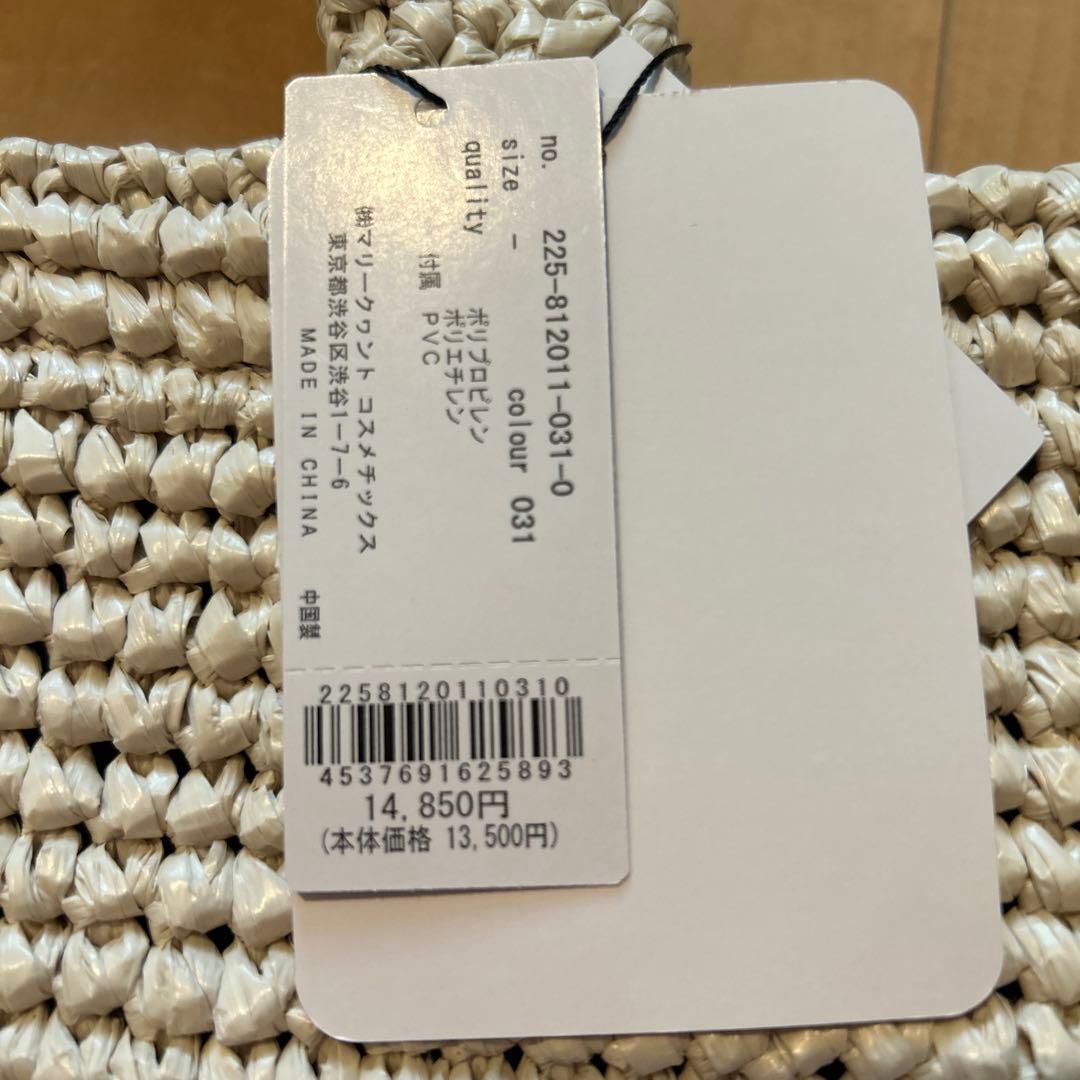 no. 225-812011-031-0
size - colour 031
quality ポリプロピレン
ポリエチレン
付属 PVC
㈱マリークヮント コスメチックス
東京都渋谷区渋谷1-7-6
MADE IN CHINA 中国製
2258120110310
4537691625893
14,850円
(本体価格 13,500円)